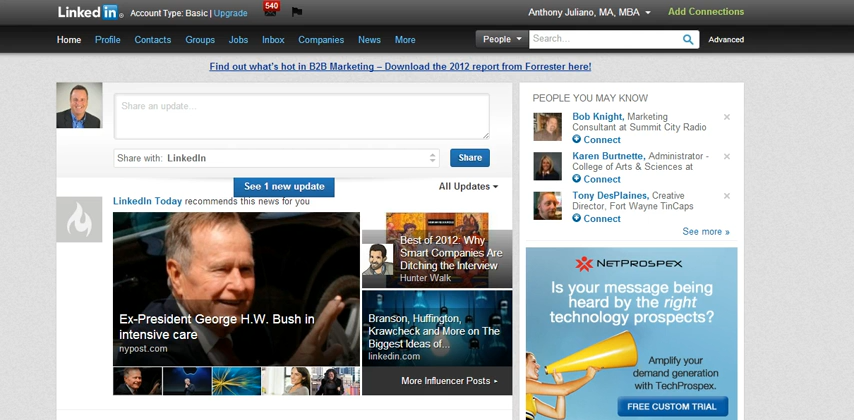 Linked in® Account Type: Basic | Upgrade
540
Anthony Juliano, MA, MBA
Add Connections
Home Profile Contacts Groups Jobs Inbox Companies News More
People
Search...
Advanced
Find out what's hot in B2B Marketing – Download the 2012 report from Forrester here!
Share an update...
Share with: LinkedIn
Share
See 1 new update
All Updates
LinkedIn Today recommends this news for you
Ex-President George H.W. Bush in
intensive care
nypost.com
Best of 2012: Why
Smart Companies Are
Ditching the Interview
Hunter Walk
Branson, Huffington,
Krawcheck and More on The
Biggest Ideas of...
linkedin.com
More Influencer Posts
PEOPLE YOU MAY KNOW
Bob Knight, Marketing
Consultant at Summit City Radio
Connect
Karen Burtnette, Administrator -
College of Arts & Sciences at
Connect
Tony DesPlaines, Creative
Director, Fort Wayne TinCaps
Connect
See more »
NETPROSPEX
Is your message being
heard by the right
technology prospects?
Amplify your
demand generation
with TechProspex.
FREE CUSTOM TRIAL